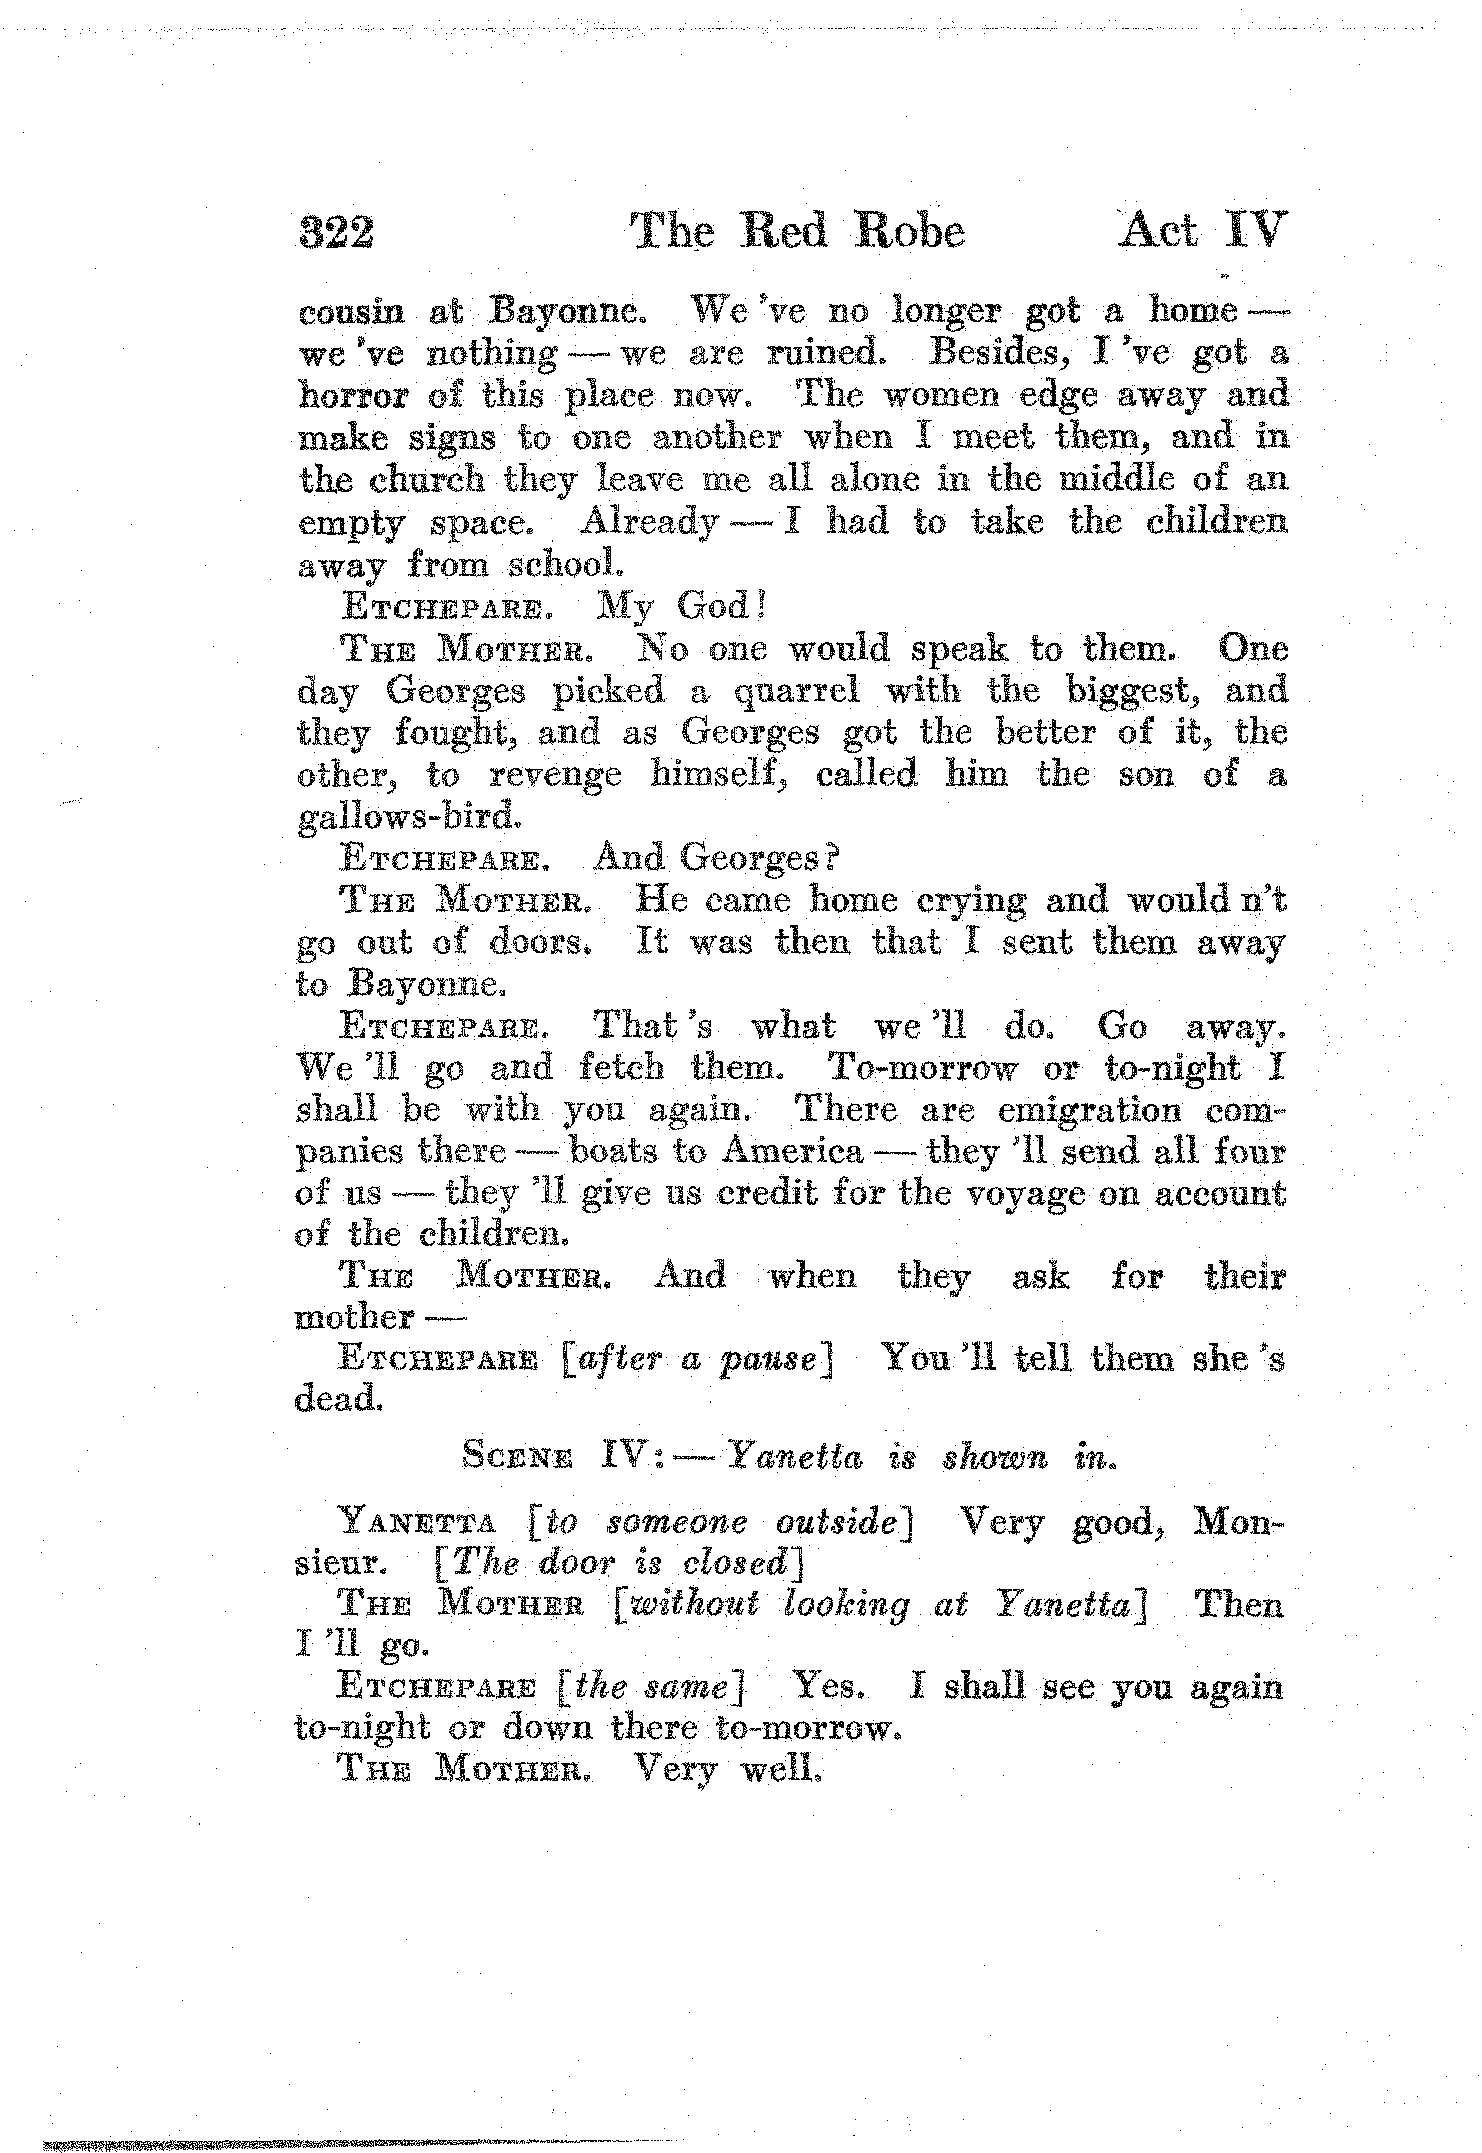 322 The Red Robe Act IV
cousin at Bayonne. We 've no longer got a home —
we 've nothing — we are ruined. Besides, I 've got a
horror of this place now. The women edge away and
make signs to one another when I meet them, and in
the church they leave me all alone in the middle of an
empty space. Already — I had to take the children
away from school.
ETCHEPARE. My God!
THE MOTHER. No one would speak to them. One
day Georges picked a quarrel with the biggest, and
they fought, and as Georges got the better of it, the
other, to revenge himself, called him the son of a
gallows-bird.
ETCHEPARE. And Georges?
THE MOTHER. He came home crying and would n't
go out of doors. It was then that I sent them away
to Bayonne.
ETCHEPARE. That 's what we 'll do. Go away.
We 'll go and fetch them. To-morrow or to-night I
shall be with you again. There are emigration com-
panies there — boats to America — they 'll send all four
of us — they 'll give us credit for the voyage on account
of the children.
THE MOTHER. And when they ask for their
mother —
ETCHEPARE [after a pause] You 'll tell them she 's
dead.
SCENE IV: — Yanetta is shown in.
YANETTA [to someone outside] Very good, Mon-
sieur. [The door is closed]
THE MOTHER [without looking at Yanetta] Then
I 'll go.
ETCHEPARE [the same] Yes. I shall see you again
to-night or down there to-morrow.
THE MOTHER. Very well.